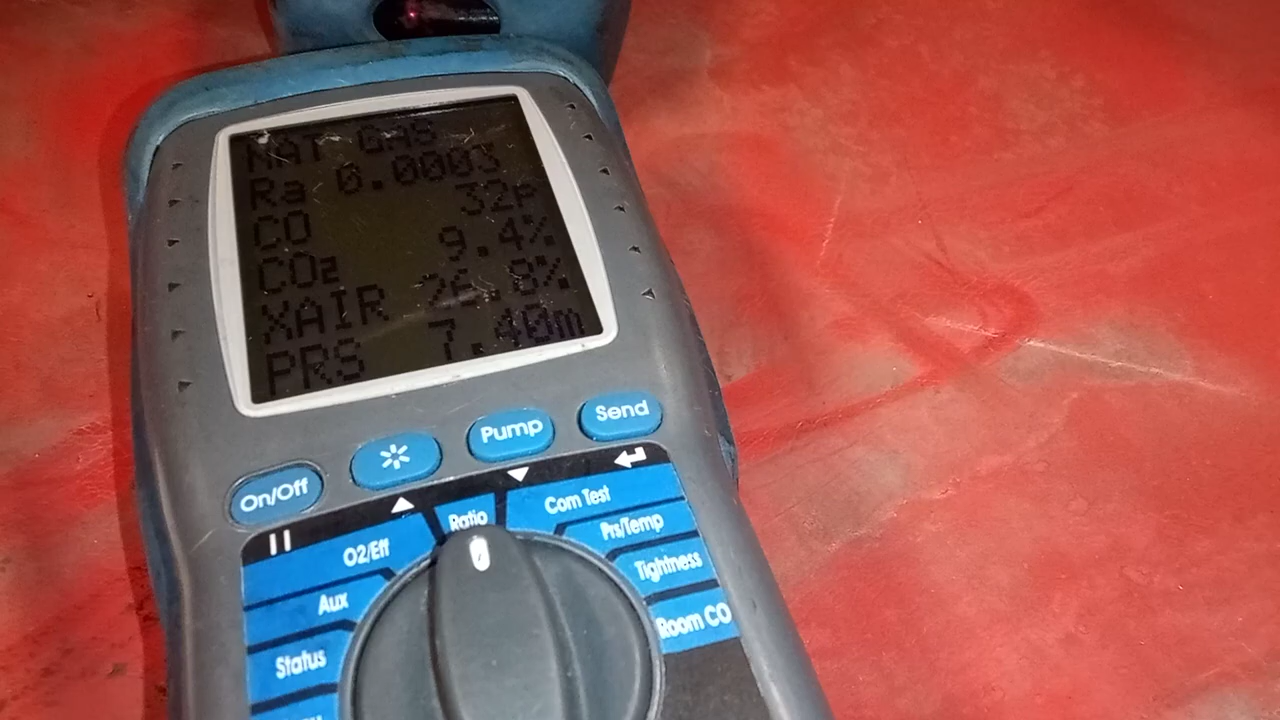 NAT GAS
Ra 0.0003
CO 32p
CO2 9.4%
XAIR 26.8%
PRS 7.40m
On/Off
Pump
Send
Ratio
Com Test
O2/Eff
Prs/Temp
Aux
Tightness
Status
Room CO